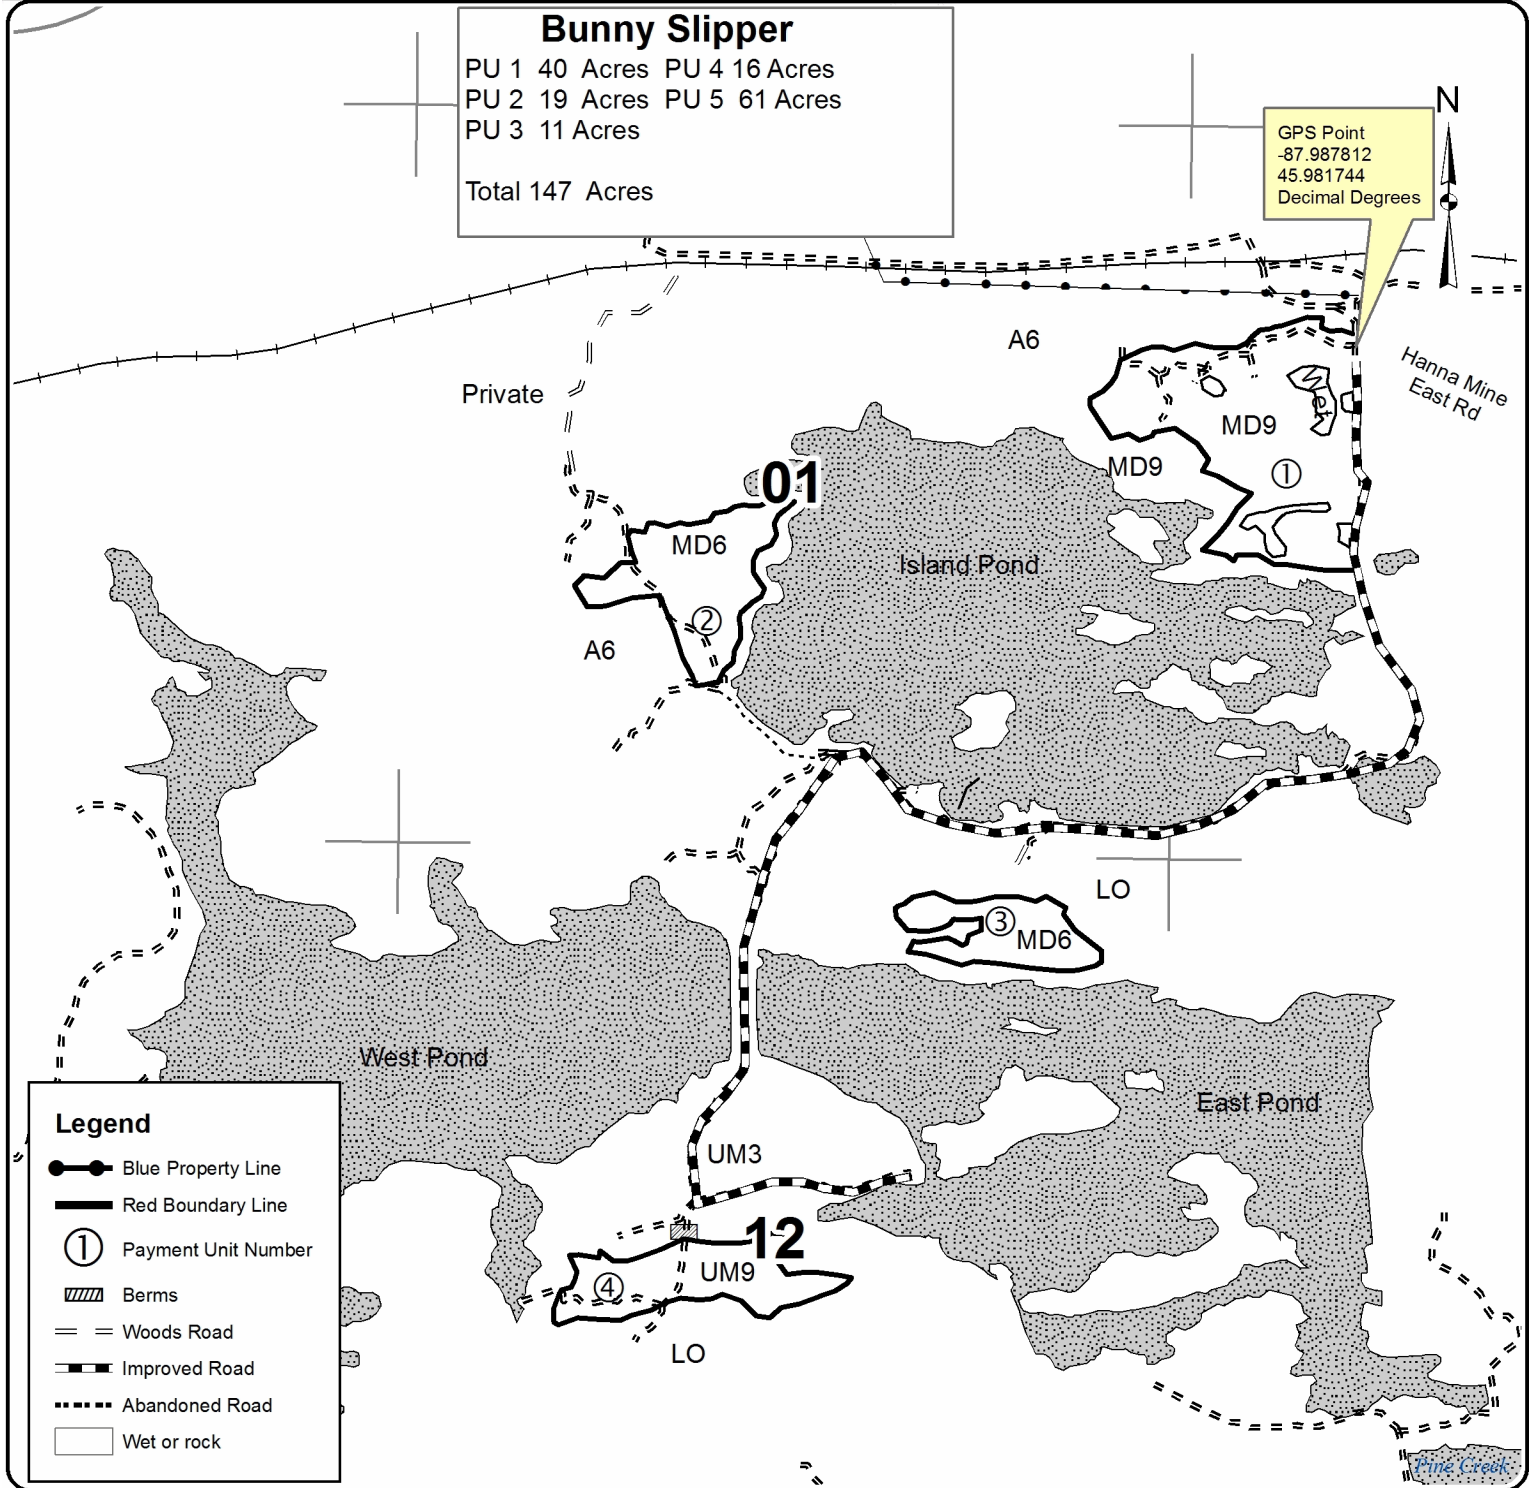 Bunny Slipper
PU 1 40 Acres PU 4 16 Acres
PU 2 19 Acres PU 5 61 Acres
PU 3 11 Acres
Total 147 Acres
N
GPS Point
-87.987812
45.981744
Decimal Degrees
A6
Hanna Mine
East Rd
Private
Wet
MD9
MD9
1
01
MD6
Island Pond
2
A6
LO
3
MD6
West Pond
East Pond
UM3
12
UM9
4
LO
Pine Creek
Legend
Blue Property Line
Red Boundary Line
1 Payment Unit Number
Berms
Woods Road
Improved Road
Abandoned Road
Wet or rock